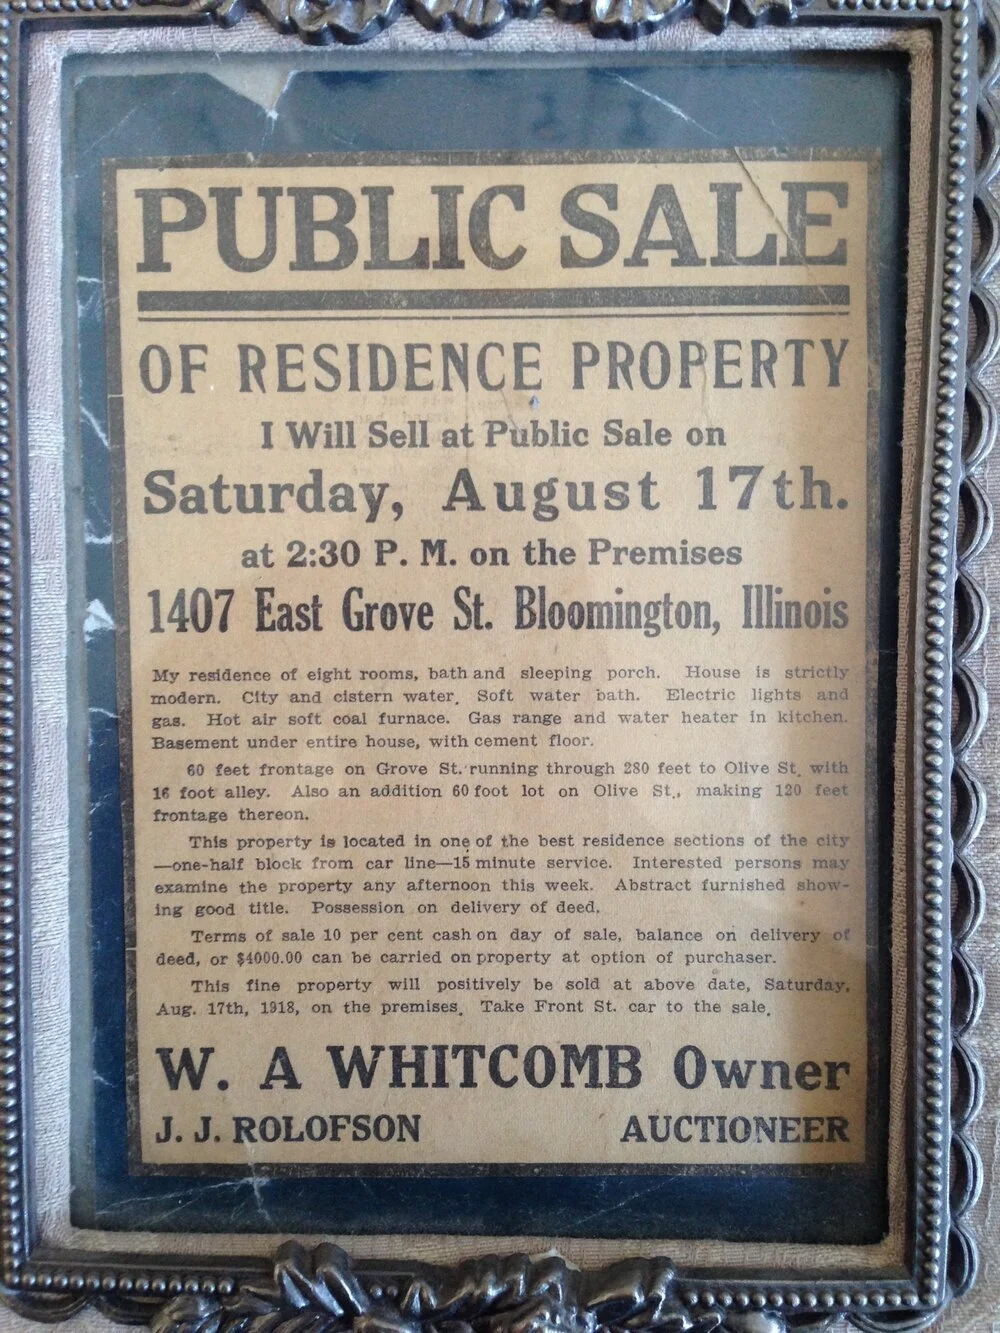 PUBLIC SALE
OF RESIDENCE PROPERTY
I Will Sell at Public Sale on
Saturday, August 17th.
at 2:30 P. M. on the Premises
1407 East Grove St. Bloomington, Illinois
My residence of eight rooms, bath and sleeping porch. House is strictly
modern. City and cistern water. Soft water bath. Electric lights and
gas. Hot air soft coal furnace. Gas range and water heater in kitchen.
Basement under entire house, with cement floor.
60 feet frontage on Grove St. running through 280 feet to Olive St. with
16 foot alley. Also an addition 60 foot lot on Olive St., making 120 feet
frontage thereon.
This property is located in one of the best residence sections of the city
—one-half block from car line—15 minute service. Interested persons may
examine the property any afternoon this week. Abstract furnished show-
ing good title. Possession on delivery of deed.
Terms of sale 10 per cent cash on day of sale, balance on delivery of
deed, or $4000.00 can be carried on property at option of purchaser.
This fine property will positively be sold at above date, Saturday,
Aug. 17th, 1918, on the premises. Take Front St. car to the sale.
W. A WHITCOMB Owner
J. J. ROLOFSON AUCTIONEER